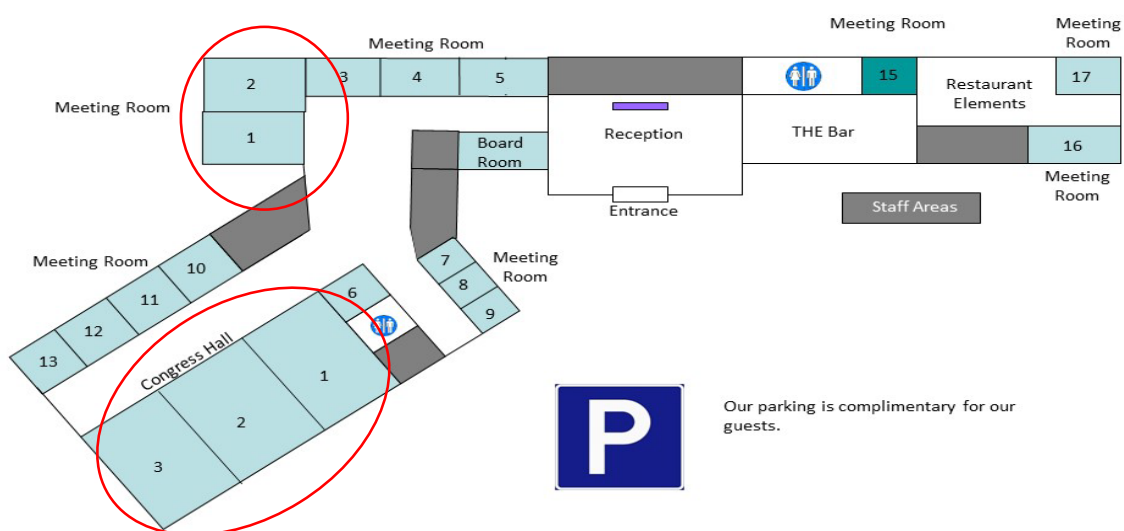 Meeting Room
Meeting
Room
Meeting Room
2
3
4
5
15
17
Restaurant
Elements
Meeting Room
1
Reception
THE Bar
Board
Room
16
Meeting
Room
Entrance
Staff Areas
Meeting Room
10
7
Meeting
Room
8
9
11
6
12
13
Congress Hall
1
2
3
P
Our parking is complimentary for our
guests.